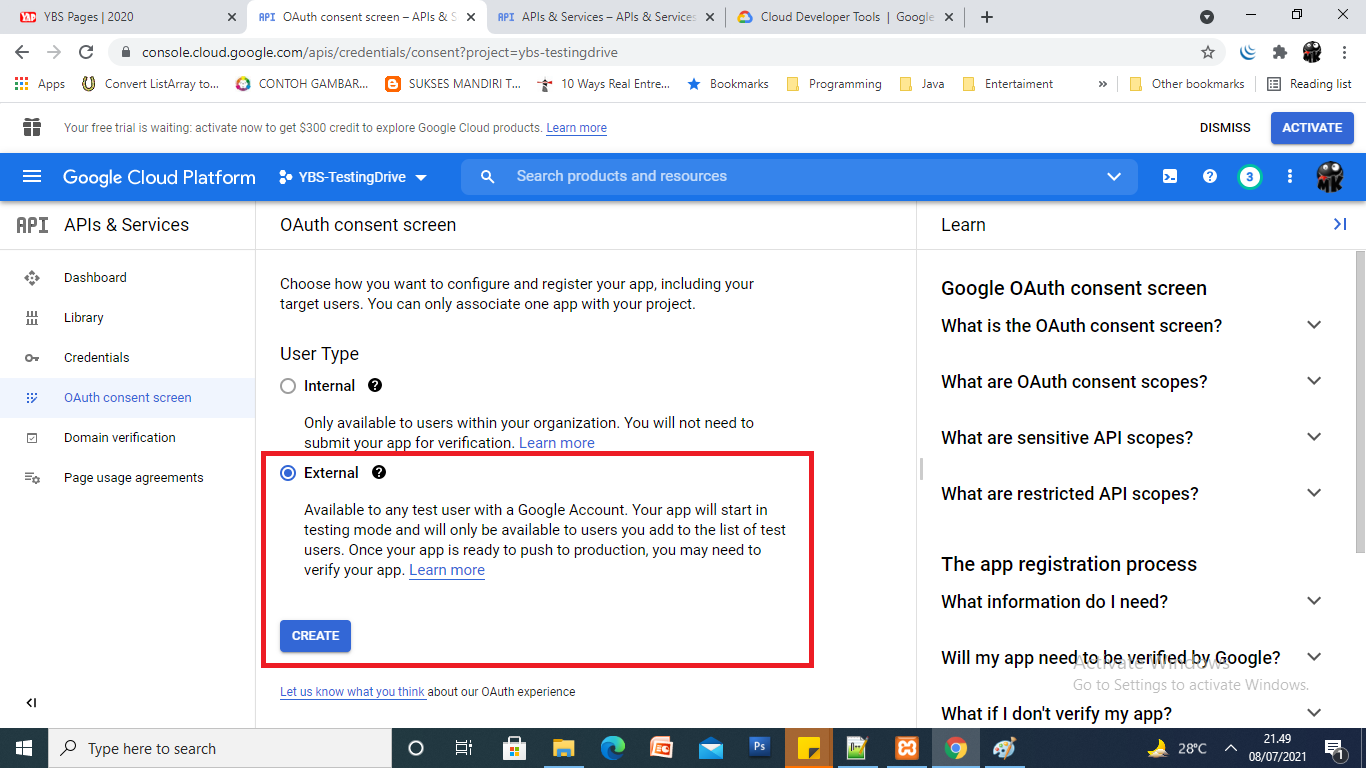 YBS Pages | 2020
OAuth consent screen – APIs & S
APIs & Services – APIs & Services
Cloud Developer Tools | Google
console.cloud.google.com/apis/credentials/consent?project=ybs-testingdrive
Apps
Convert ListArray to...
CONTOH GAMBAR...
SUKSES MANDIRI T...
10 Ways Real Entre...
Bookmarks
Programming
Java
Entertaiment
»
Other bookmarks
Reading list
Your free trial is waiting: activate now to get $300 credit to explore Google Cloud products. Learn more
DISMISS
ACTIVATE
Google Cloud Platform
YBS-TestingDrive
Search products and resources
3
API
APIs & Services
Dashboard
Library
Credentials
OAuth consent screen
Domain verification
Page usage agreements
OAuth consent screen
Choose how you want to configure and register your app, including your
target users. You can only associate one app with your project.
User Type
Internal
Only available to users within your organization. You will not need to
submit your app for verification. Learn more
External
Available to any test user with a Google Account. Your app will start in
testing mode and will only be available to users you add to the list of test
users. Once your app is ready to push to production, you may need to
verify your app. Learn more
CREATE
Let us know what you think about our OAuth experience
Learn
Google OAuth consent screen
What is the OAuth consent screen?
What are OAuth consent scopes?
What are sensitive API scopes?
What are restricted API scopes?
The app registration process
What information do I need?
Will my app need to be verified by Google?
What if I don't verify my app?
Activate Windows
Go to Settings to activate Windows.
Type here to search
Ps
28°C
21.49
08/07/2021
1